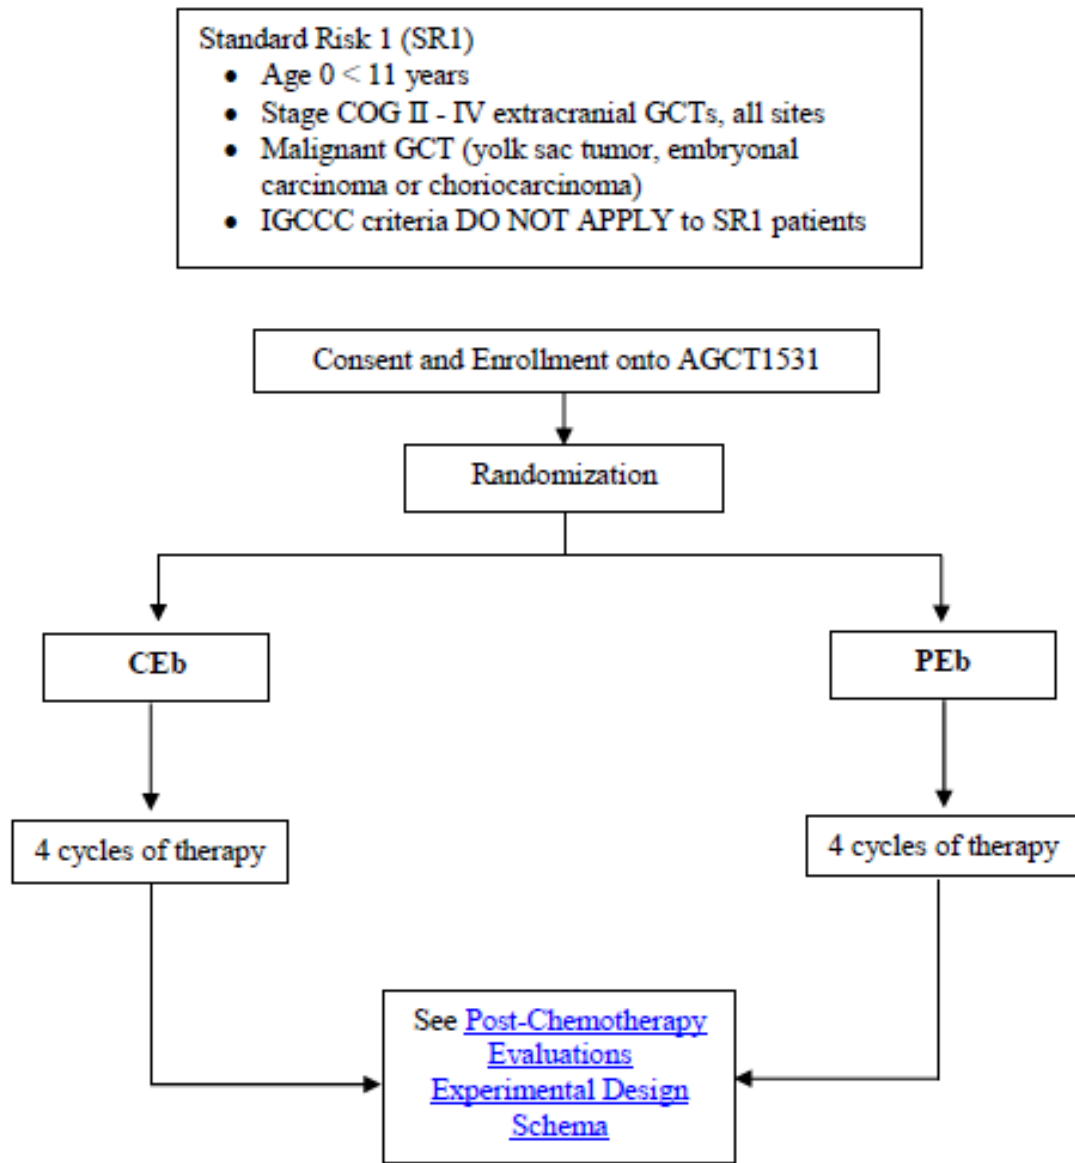 Standard Risk 1 (SR1)
• Age 0 < 11 years
• Stage COG II - IV extracranial GCTs, all sites
• Malignant GCT (yolk sac tumor, embryonal
carcinoma or choriocarcinoma)
• IGCCC criteria DO NOT APPLY to SR1 patients
Consent and Enrollment onto AGCT1531
Randomization
CEb
PEb
4 cycles of therapy
4 cycles of therapy
See Post-Chemotherapy
Evaluations
Experimental Design
Schema